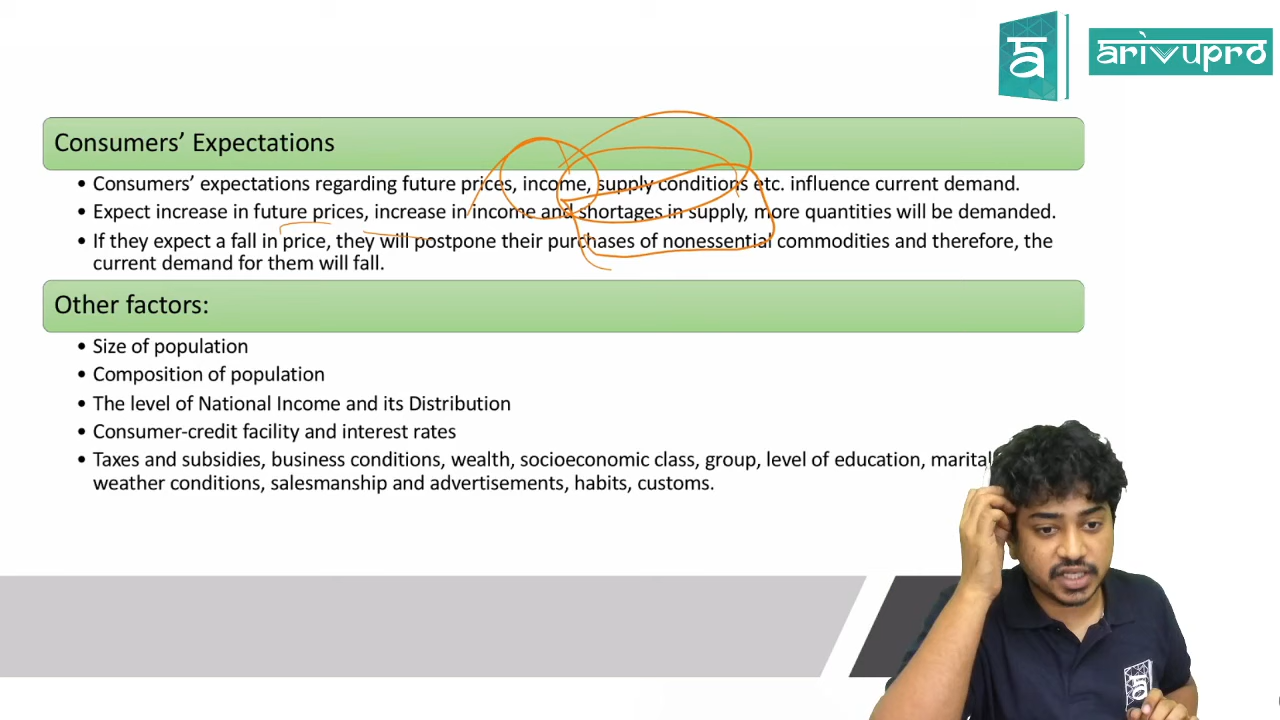 arivupro
Consumers’ Expectations
• Consumers’ expectations regarding future prices, income, supply conditions etc. influence current demand.
• Expect increase in future prices, increase in income and shortages in supply, more quantities will be demanded.
• If they expect a fall in price, they will postpone their purchases of nonessential commodities and therefore, the
current demand for them will fall.
Other factors:
• Size of population
• Composition of population
• The level of National Income and its Distribution
• Consumer-credit facility and interest rates
• Taxes and subsidies, business conditions, wealth, socioeconomic class, group, level of education, marital
weather conditions, salesmanship and advertisements, habits, customs.